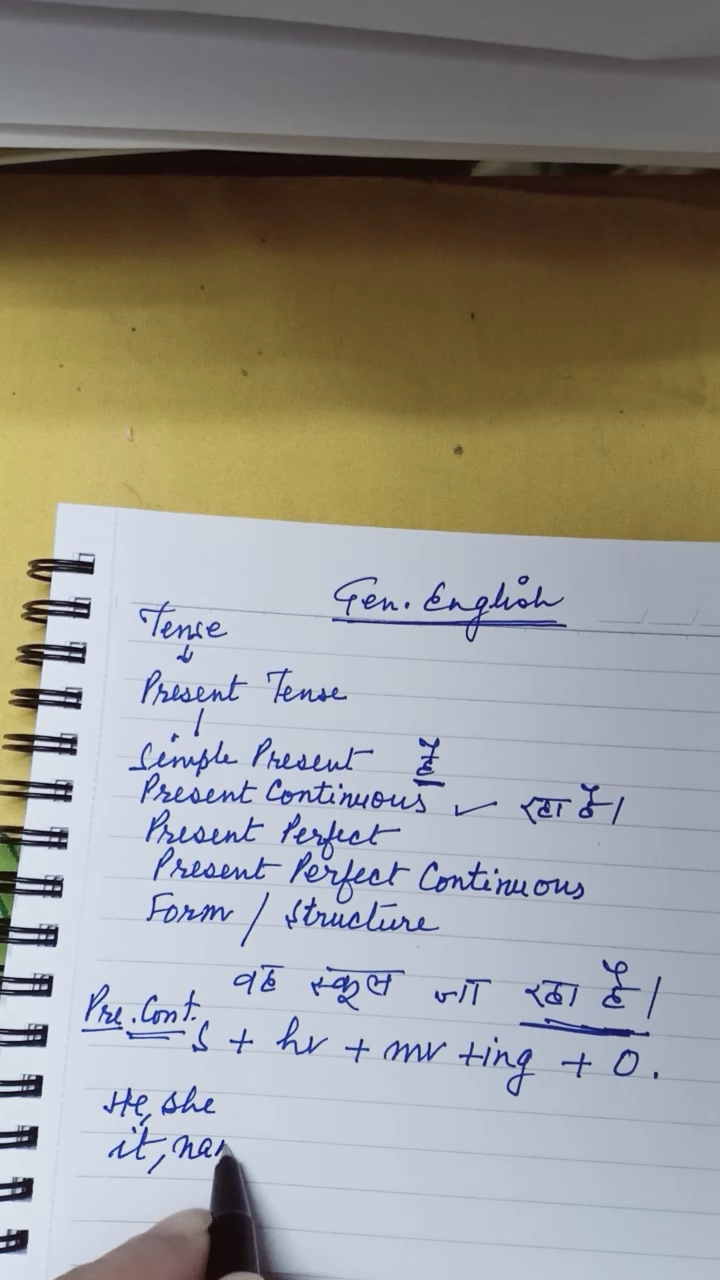 Gen. English
Tense
↓
Present Tense
Simple Present है
Present Continuous ✓ रहा है।
Present Perfect
Present Perfect Continuous
Form / Structure
वह स्कूल जा रहा है।
Pre. Cont.
S + hv + mv + ing + O.
He, she
it, nam